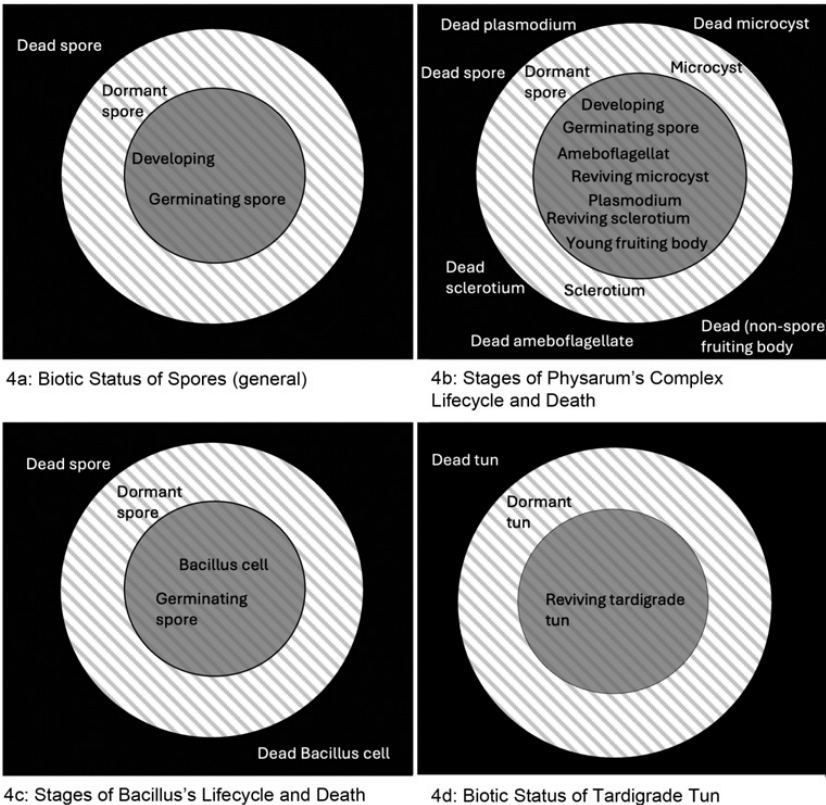 Dead spore
Dormant
spore
Developing
Germinating spore
4a: Biotic Status of Spores (general)
Dead plasmodium
Dead microcyst
Dead spore
Dormant
spore
Microcyst
Developing
Germinating spore
Ameboflagellat
Reviving microcyst
Plasmodium
Reviving sclerotium
Young fruiting body
Dead
sclerotium
Sclerotium
Dead ameboflagellate
Dead (non-spore
fruiting body
4b: Stages of Physarum's Complex
Lifecycle and Death
Dead spore
Dormant
spore
Bacillus cell
Germinating
spore
Dead Bacillus cell
4c: Stages of Bacillus's Lifecycle and Death
Dead tun
Dormant
tun
Reviving tardigrade
tun
4d: Biotic Status of Tardigrade Tun